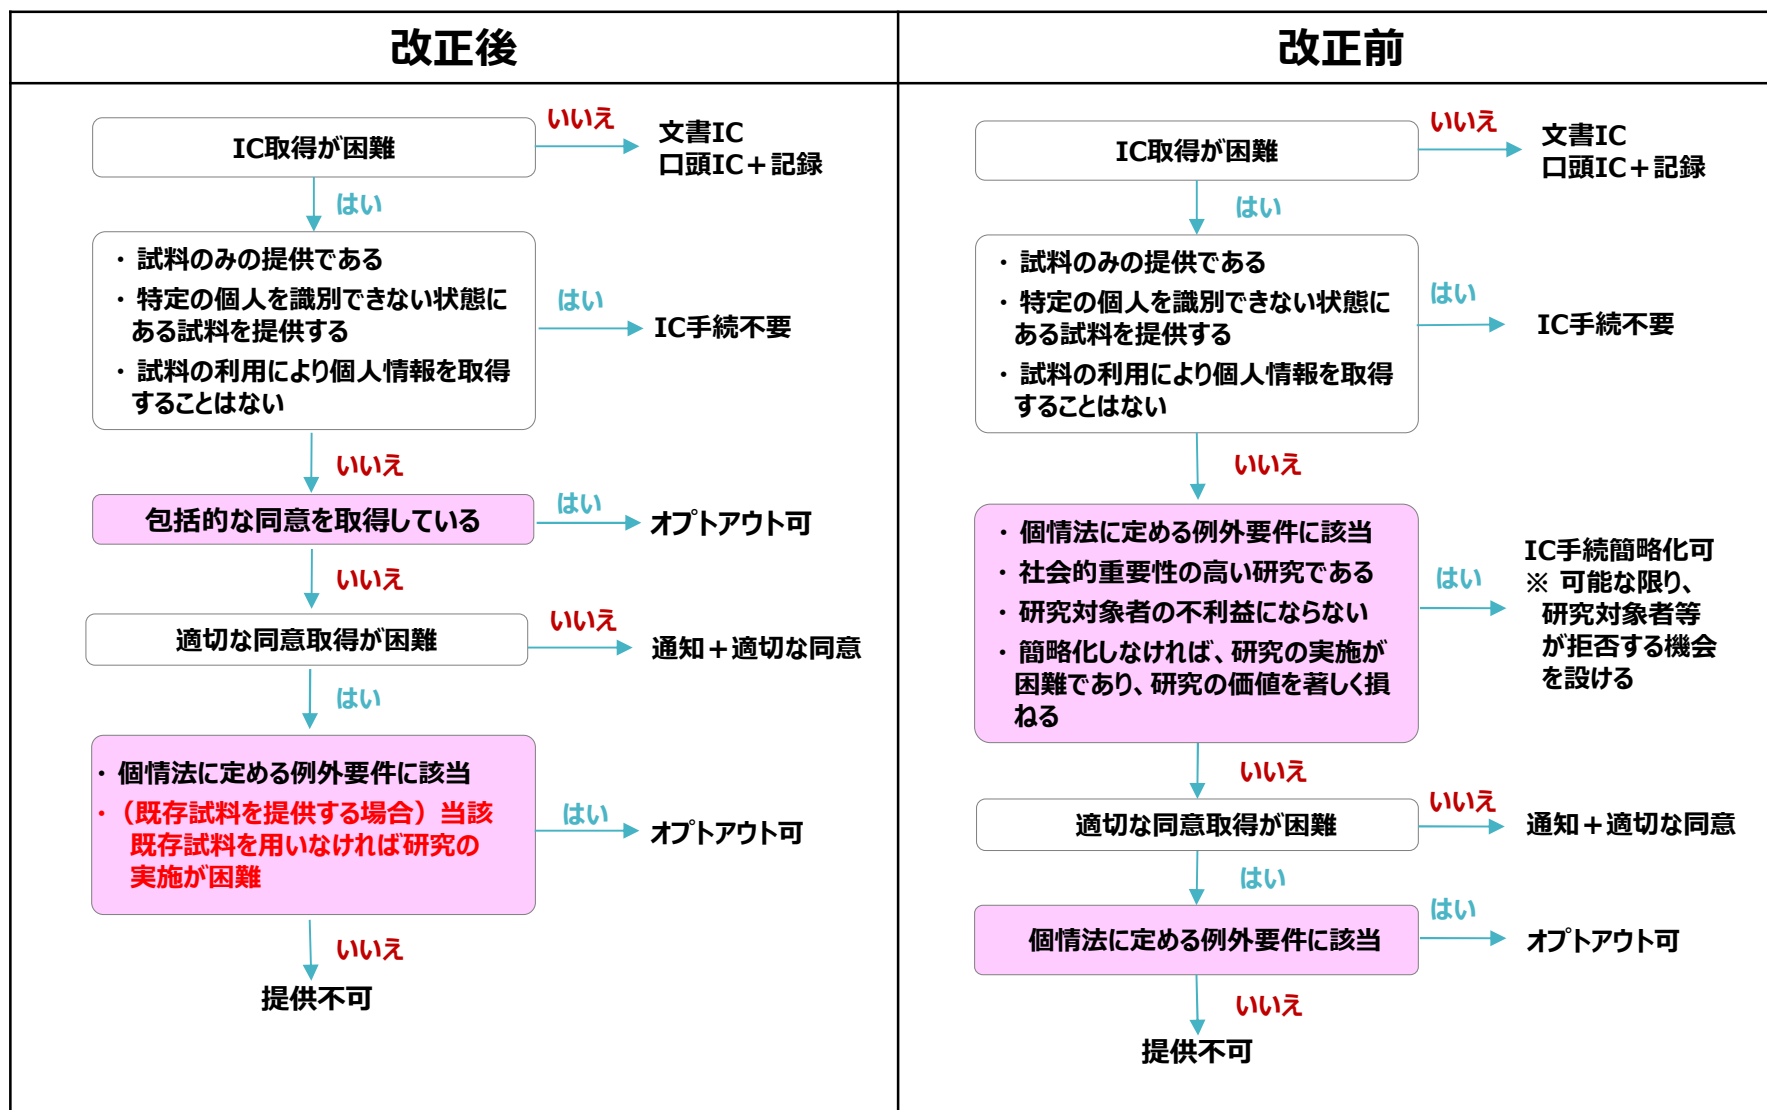 改正後
IC取得が困難
いいえ
文書IC
口頭IC＋記録
はい
・ 試料のみの提供である
・ 特定の個人を識別できない状態に
ある試料を提供する
・ 試料の利用により個人情報を取得
することはない
はい
IC手続不要
いいえ
包括的な同意を取得している
はい
オプトアウト可
いいえ
適切な同意取得が困難
いいえ
通知＋適切な同意
はい
・ 個情法に定める例外要件に該当
・（既存試料を提供する場合）当該
既存試料を用いなければ研究の
実施が困難
はい
オプトアウト可
いいえ
提供不可
改正前
IC取得が困難
いいえ
文書IC
口頭IC＋記録
はい
・ 試料のみの提供である
・ 特定の個人を識別できない状態に
ある試料を提供する
・ 試料の利用により個人情報を取得
することはない
はい
IC手続不要
いいえ
・ 個情法に定める例外要件に該当
・ 社会的重要性の高い研究である
・ 研究対象者の不利益にならない
・ 簡略化しなければ、研究の実施が
困難であり、研究の価値を著しく損
ねる
はい
IC手続簡略化可
※ 可能な限り、
研究対象者等
が拒否する機会
を設ける
いいえ
適切な同意取得が困難
いいえ
通知＋適切な同意
はい
個情法に定める例外要件に該当
はい
オプトアウト可
いいえ
提供不可